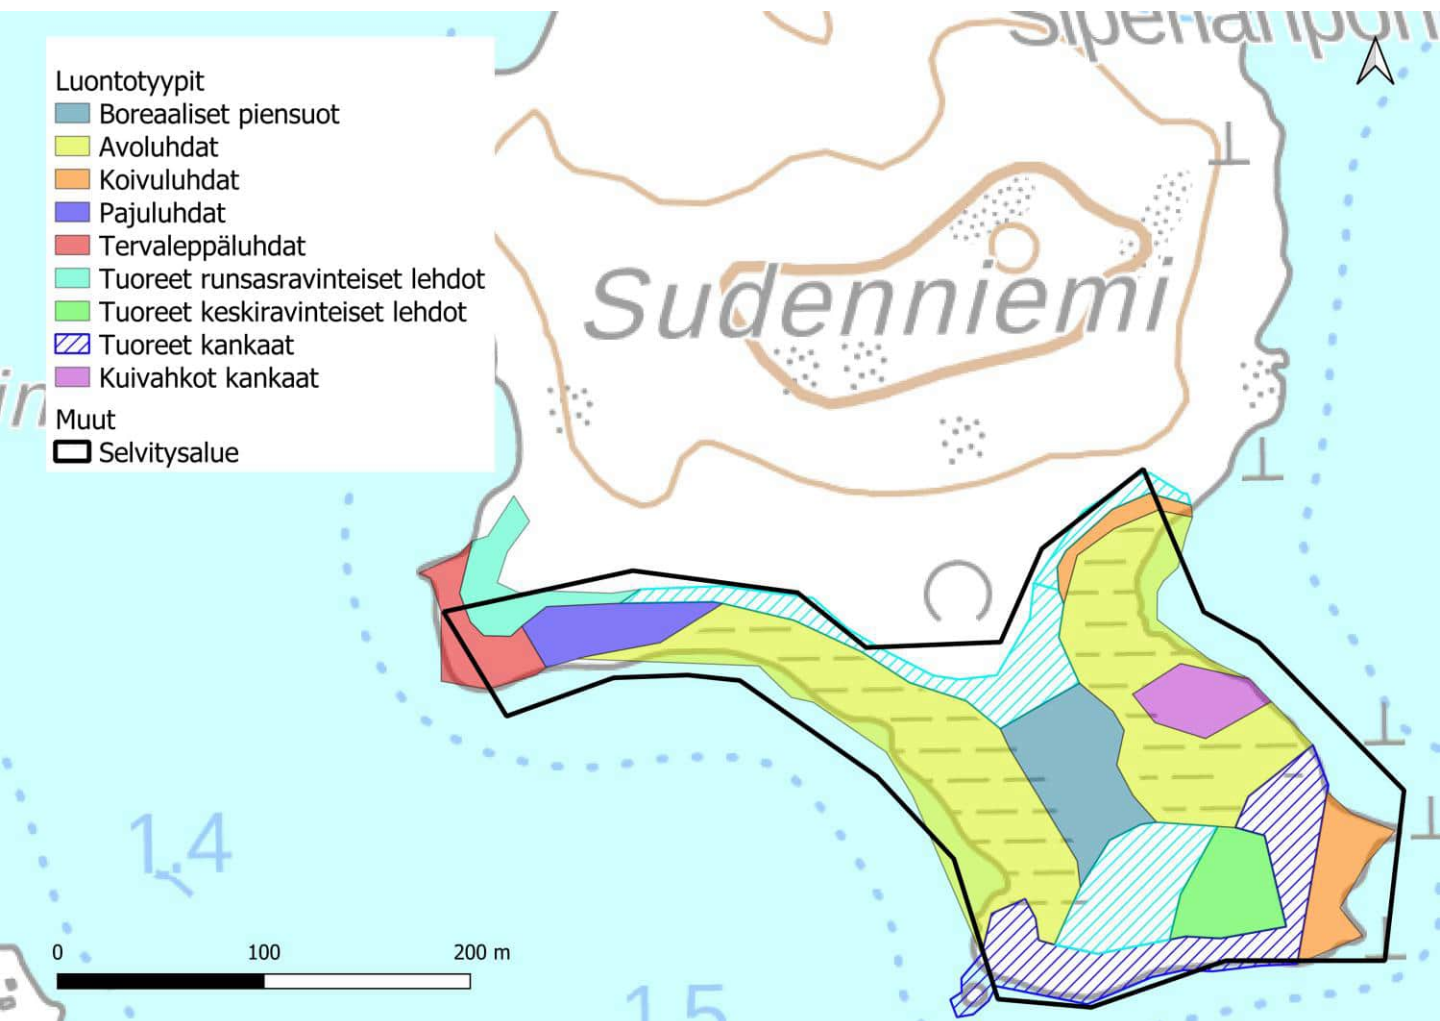 Luontotyypit
Boreaaliset piensuot
Avoluhdat
Koivuluhdat
Pajuluhdat
Tervaleppäluhdat
Tuoreet runsasravinteiset lehdot
Tuoreet keskiravinteiset lehdot
Tuoreet kankaat
Kuivahkot kankaat
Muut
Selvitysalue
Sudenniemi
1.4
0 100 200 m